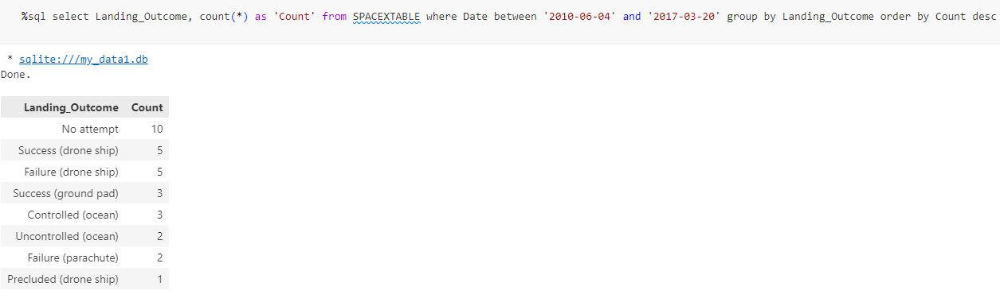 %sql select Landing_Outcome, count(*) as 'Count' from SPACEXTABLE where Date between '2010-06-04' and '2017-03-20' group by Landing_Outcome order by Count desc
* sqlite:///my_data1.db
Done.
Landing_Outcome Count
No attempt 10
Success (drone ship) 5
Failure (drone ship) 5
Success (ground pad) 3
Controlled (ocean) 3
Uncontrolled (ocean) 2
Failure (parachute) 2
Precluded (drone ship) 1